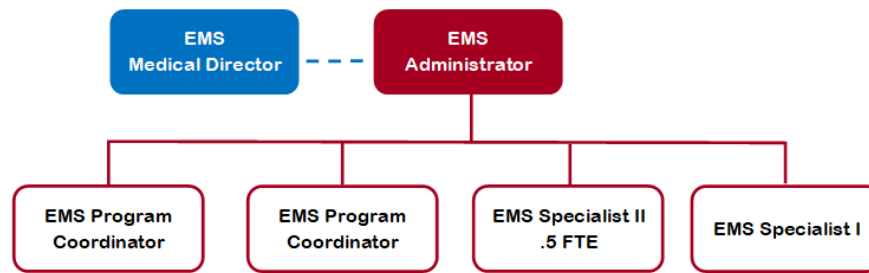 EMS
Medical Director
EMS
Administrator
EMS Program
Coordinator
EMS Program
Coordinator
EMS Specialist II
.5 FTE
EMS Specialist I